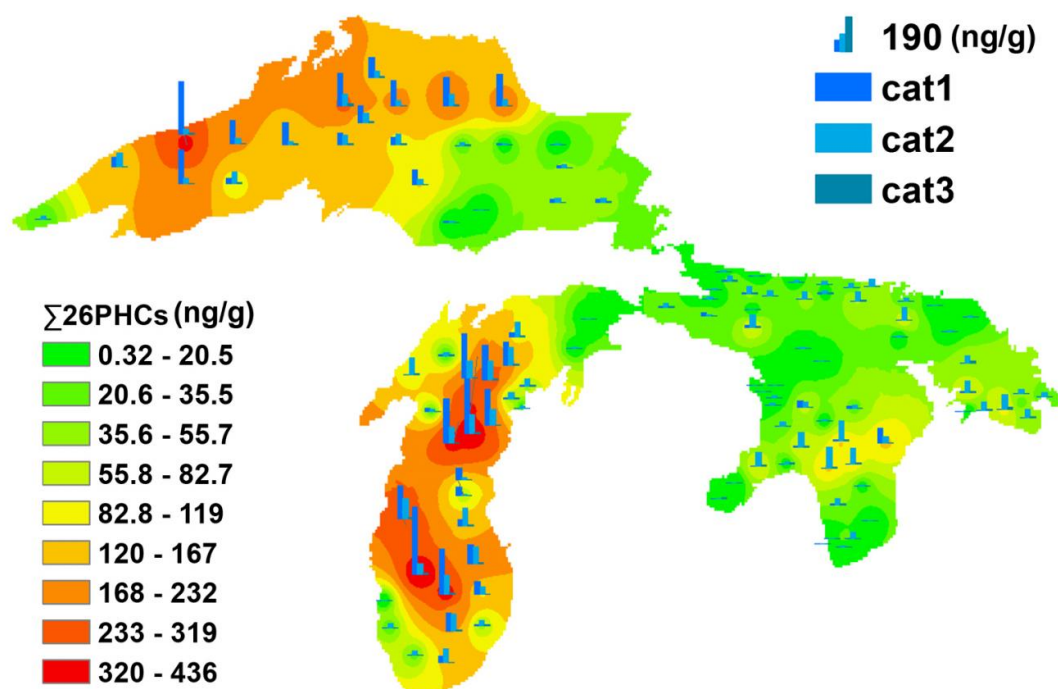 190 (ng/g)
cat1
cat2
cat3
∑26PHCs (ng/g)
0.32 - 20.5
20.6 - 35.5
35.6 - 55.7
55.8 - 82.7
82.8 - 119
120 - 167
168 - 232
233 - 319
320 - 436